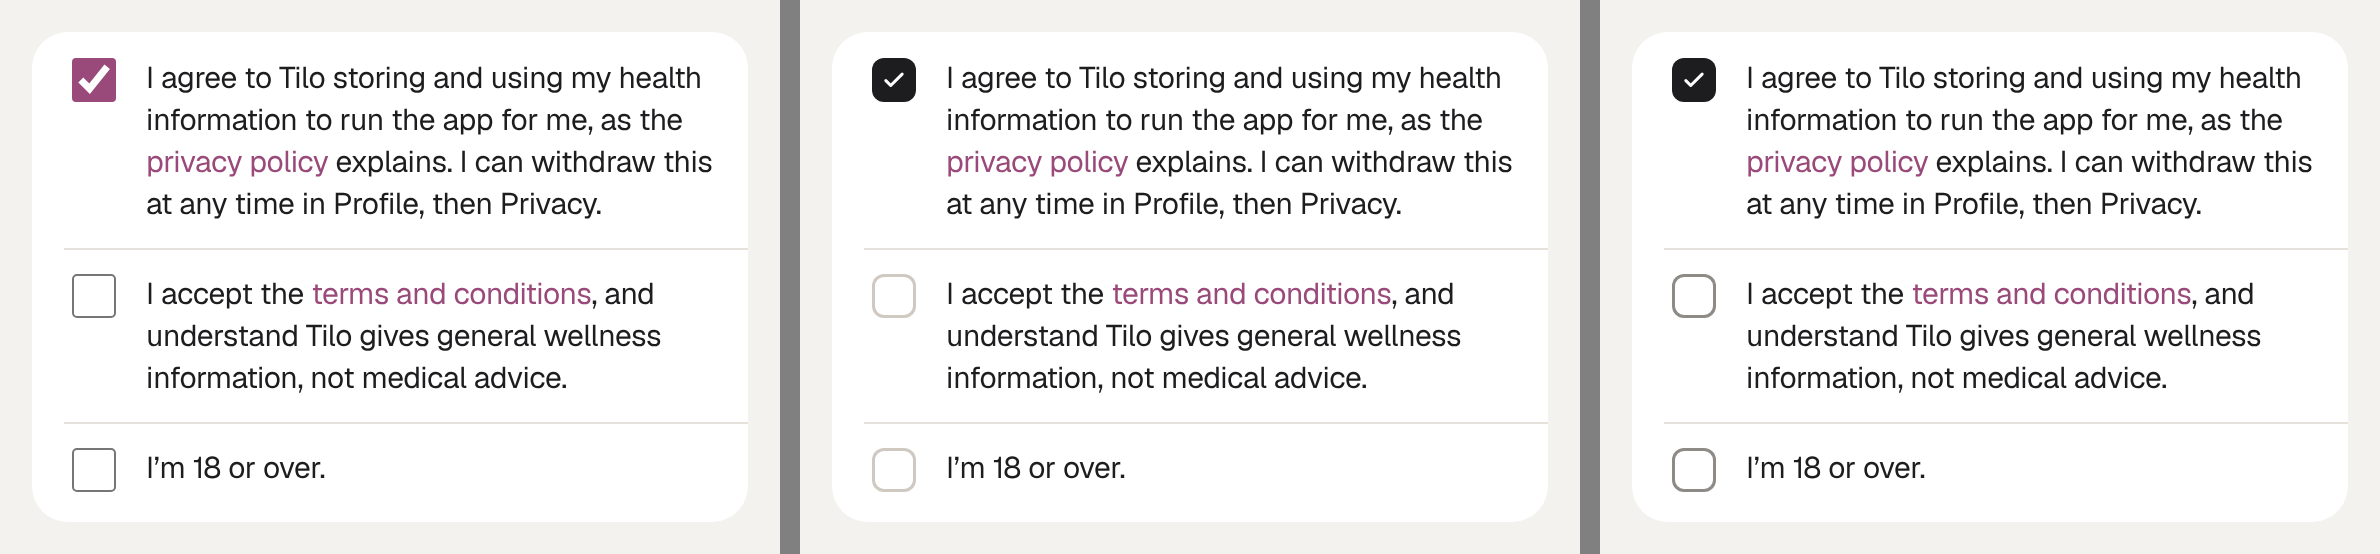 I agree to Tilo storing and using my health
information to run the app for me, as the
privacy policy explains. I can withdraw this
at any time in Profile, then Privacy.
I accept the terms and conditions, and
understand Tilo gives general wellness
information, not medical advice.
I’m 18 or over.
I agree to Tilo storing and using my health
information to run the app for me, as the
privacy policy explains. I can withdraw this
at any time in Profile, then Privacy.
I accept the terms and conditions, and
understand Tilo gives general wellness
information, not medical advice.
I’m 18 or over.
I agree to Tilo storing and using my health
information to run the app for me, as the
privacy policy explains. I can withdraw this
at any time in Profile, then Privacy.
I accept the terms and conditions, and
understand Tilo gives general wellness
information, not medical advice.
I’m 18 or over.